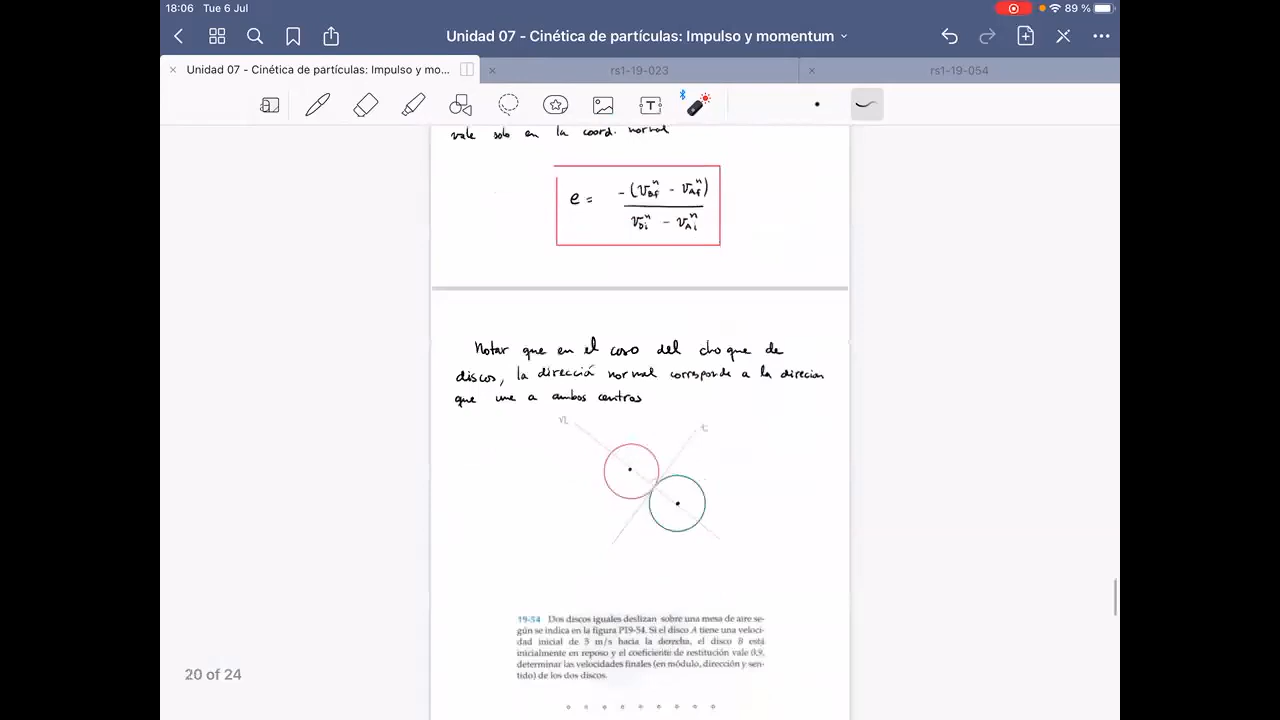 18:06 Tue 6 Jul
89 %
Unidad 07 - Cinética de partículas: Impulso y momentum
Unidad 07 - Cinética de partículas: Impulso y mo...
rs1-19-023
rs1-19-054
vale solo en la coord. normal
e = -(v_Bf^n - v_Af^n) / v_Bi^n - v_Ai^n
Notar que en el caso del choque de
discos, la dirección normal corresponde a la direcion
que une a ambos centros
n
t
19-54 Dos discos iguales deslizan sobre una mesa de aire se-
gún se indica en la figura P19-54. Si el disco A tiene una veloci-
dad inicial de 3 m/s hacia la derecha, el disco B está
inicialmente en reposo y el coeficiente de restitución vale 0,9,
determinar las velocidades finales (en módulo, dirección y sen-
tido) de los dos discos.
20 of 24